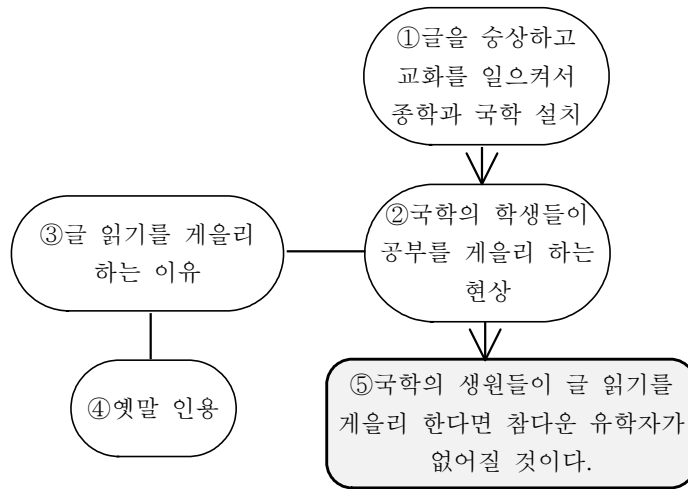 ①글을 숭상하고
교화를 일으켜서
종학과 국학 설치
②국학의 학생들이
공부를 게을리 하는
현상
③글 읽기를 게을리
하는 이유
④옛말 인용
⑤국학의 생원들이 글 읽기를
게을리 한다면 참다운 유학자가
없어질 것이다.